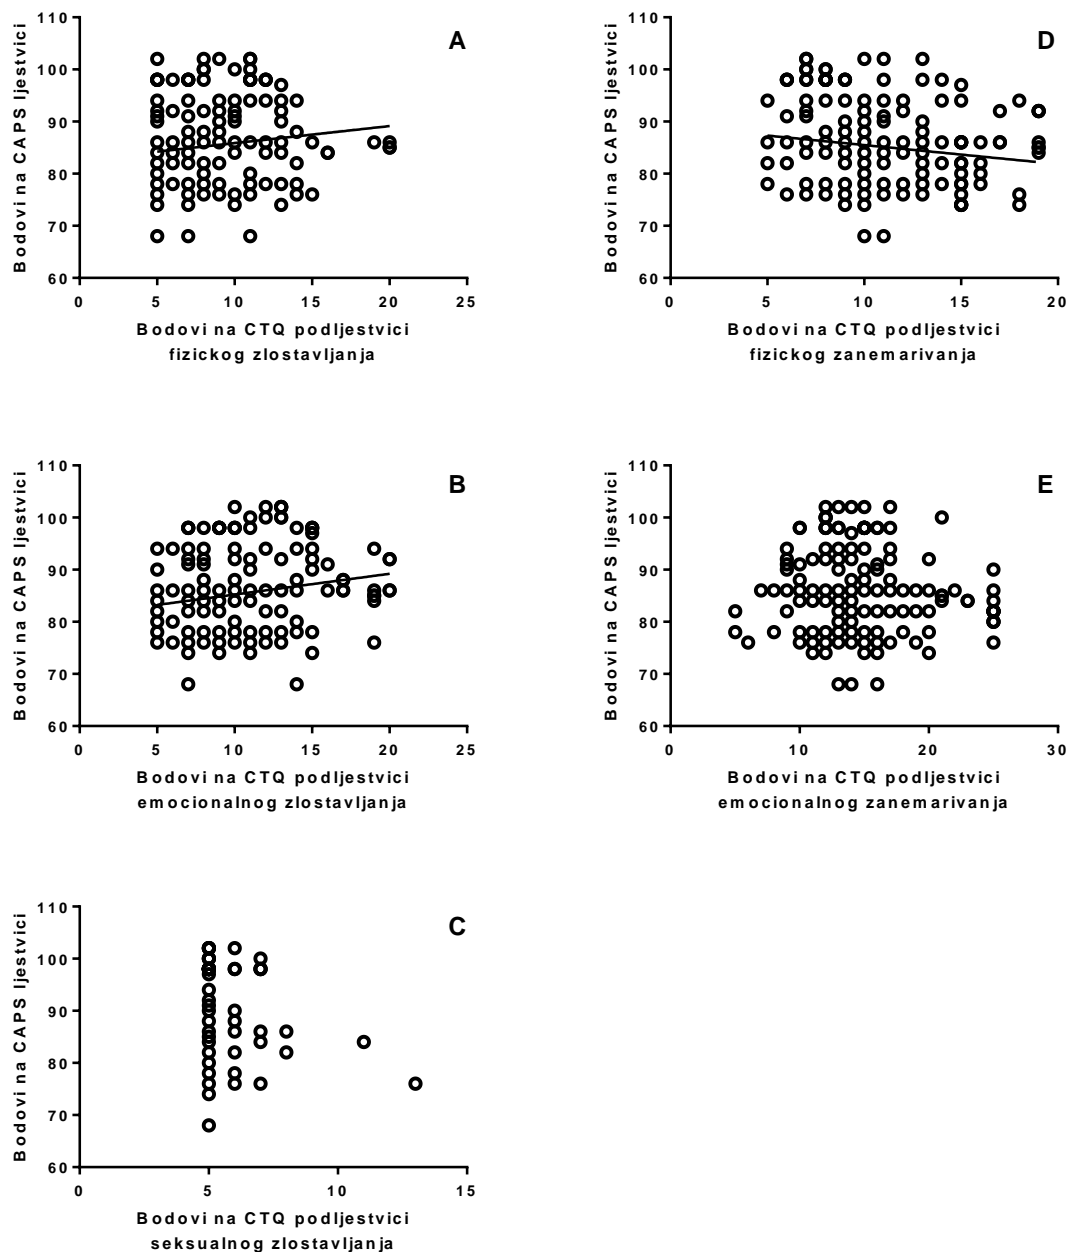 A
Bodovi na CAPS ljestvici
110
100
90
80
70
60
0 5 10 15 20 25
Bodovi na CTQ podljestvici
fizickog zlostavljanja
D
Bodovi na CAPS ljestvici
110
100
90
80
70
60
0 5 10 15 20
Bodovi na CTQ podljestvici
fizickog zanemarivanja
B
Bodovi na CAPS ljestvici
110
100
90
80
70
60
0 5 10 15 20 25
Bodovi na CTQ podljestvici
emocionalnog zlostavljanja
E
Bodovi na CAPS ljestvici
110
100
90
80
70
60
0 10 20 30
Bodovi na CTQ podljestvici
emocionalnog zanemarivanja
C
Bodovi na CAPS ljestvici
110
100
90
80
70
60
0 5 10 15
Bodovi na CTQ podljestvici
seksualnog zlostavljanja